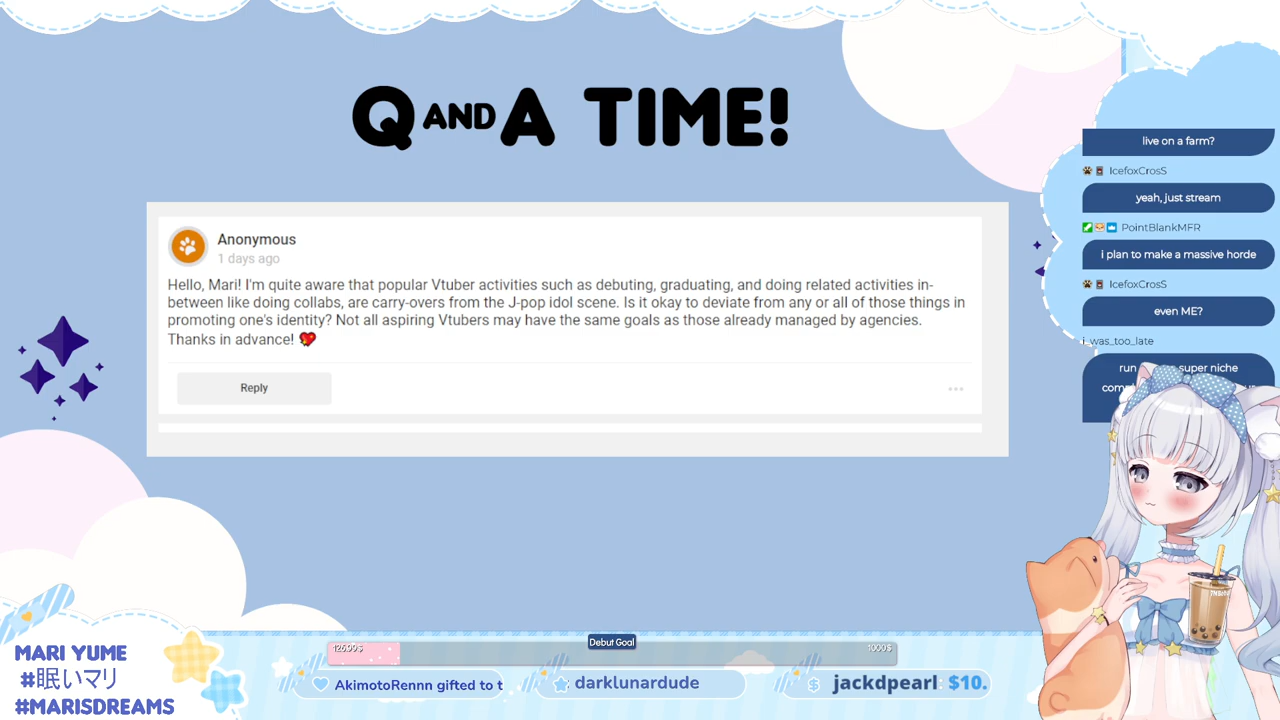 Q AND A TIME!
Anonymous
1 days ago
Hello, Mari! I'm quite aware that popular Vtuber activities such as debuting, graduating, and doing related activities in-
between like doing collabs, are carry-overs from the J-pop idol scene. Is it okay to deviate from any or all of those things in
promoting one's identity? Not all aspiring Vtubers may have the same goals as those already managed by agencies.
Thanks in advance! 💘
Reply
live on a farm?
IcefoxCrosS
yeah, just stream
PointBlankMFR
i plan to make a massive horde
IcefoxCrosS
even ME?
i_was_too_late
run super niche
MARI YUME
#眠いマリ
#MARISDREAMS
Debut Goal
1000$
AkimotoRennn gifted to t
darklunardude
jackdpearl: $10.